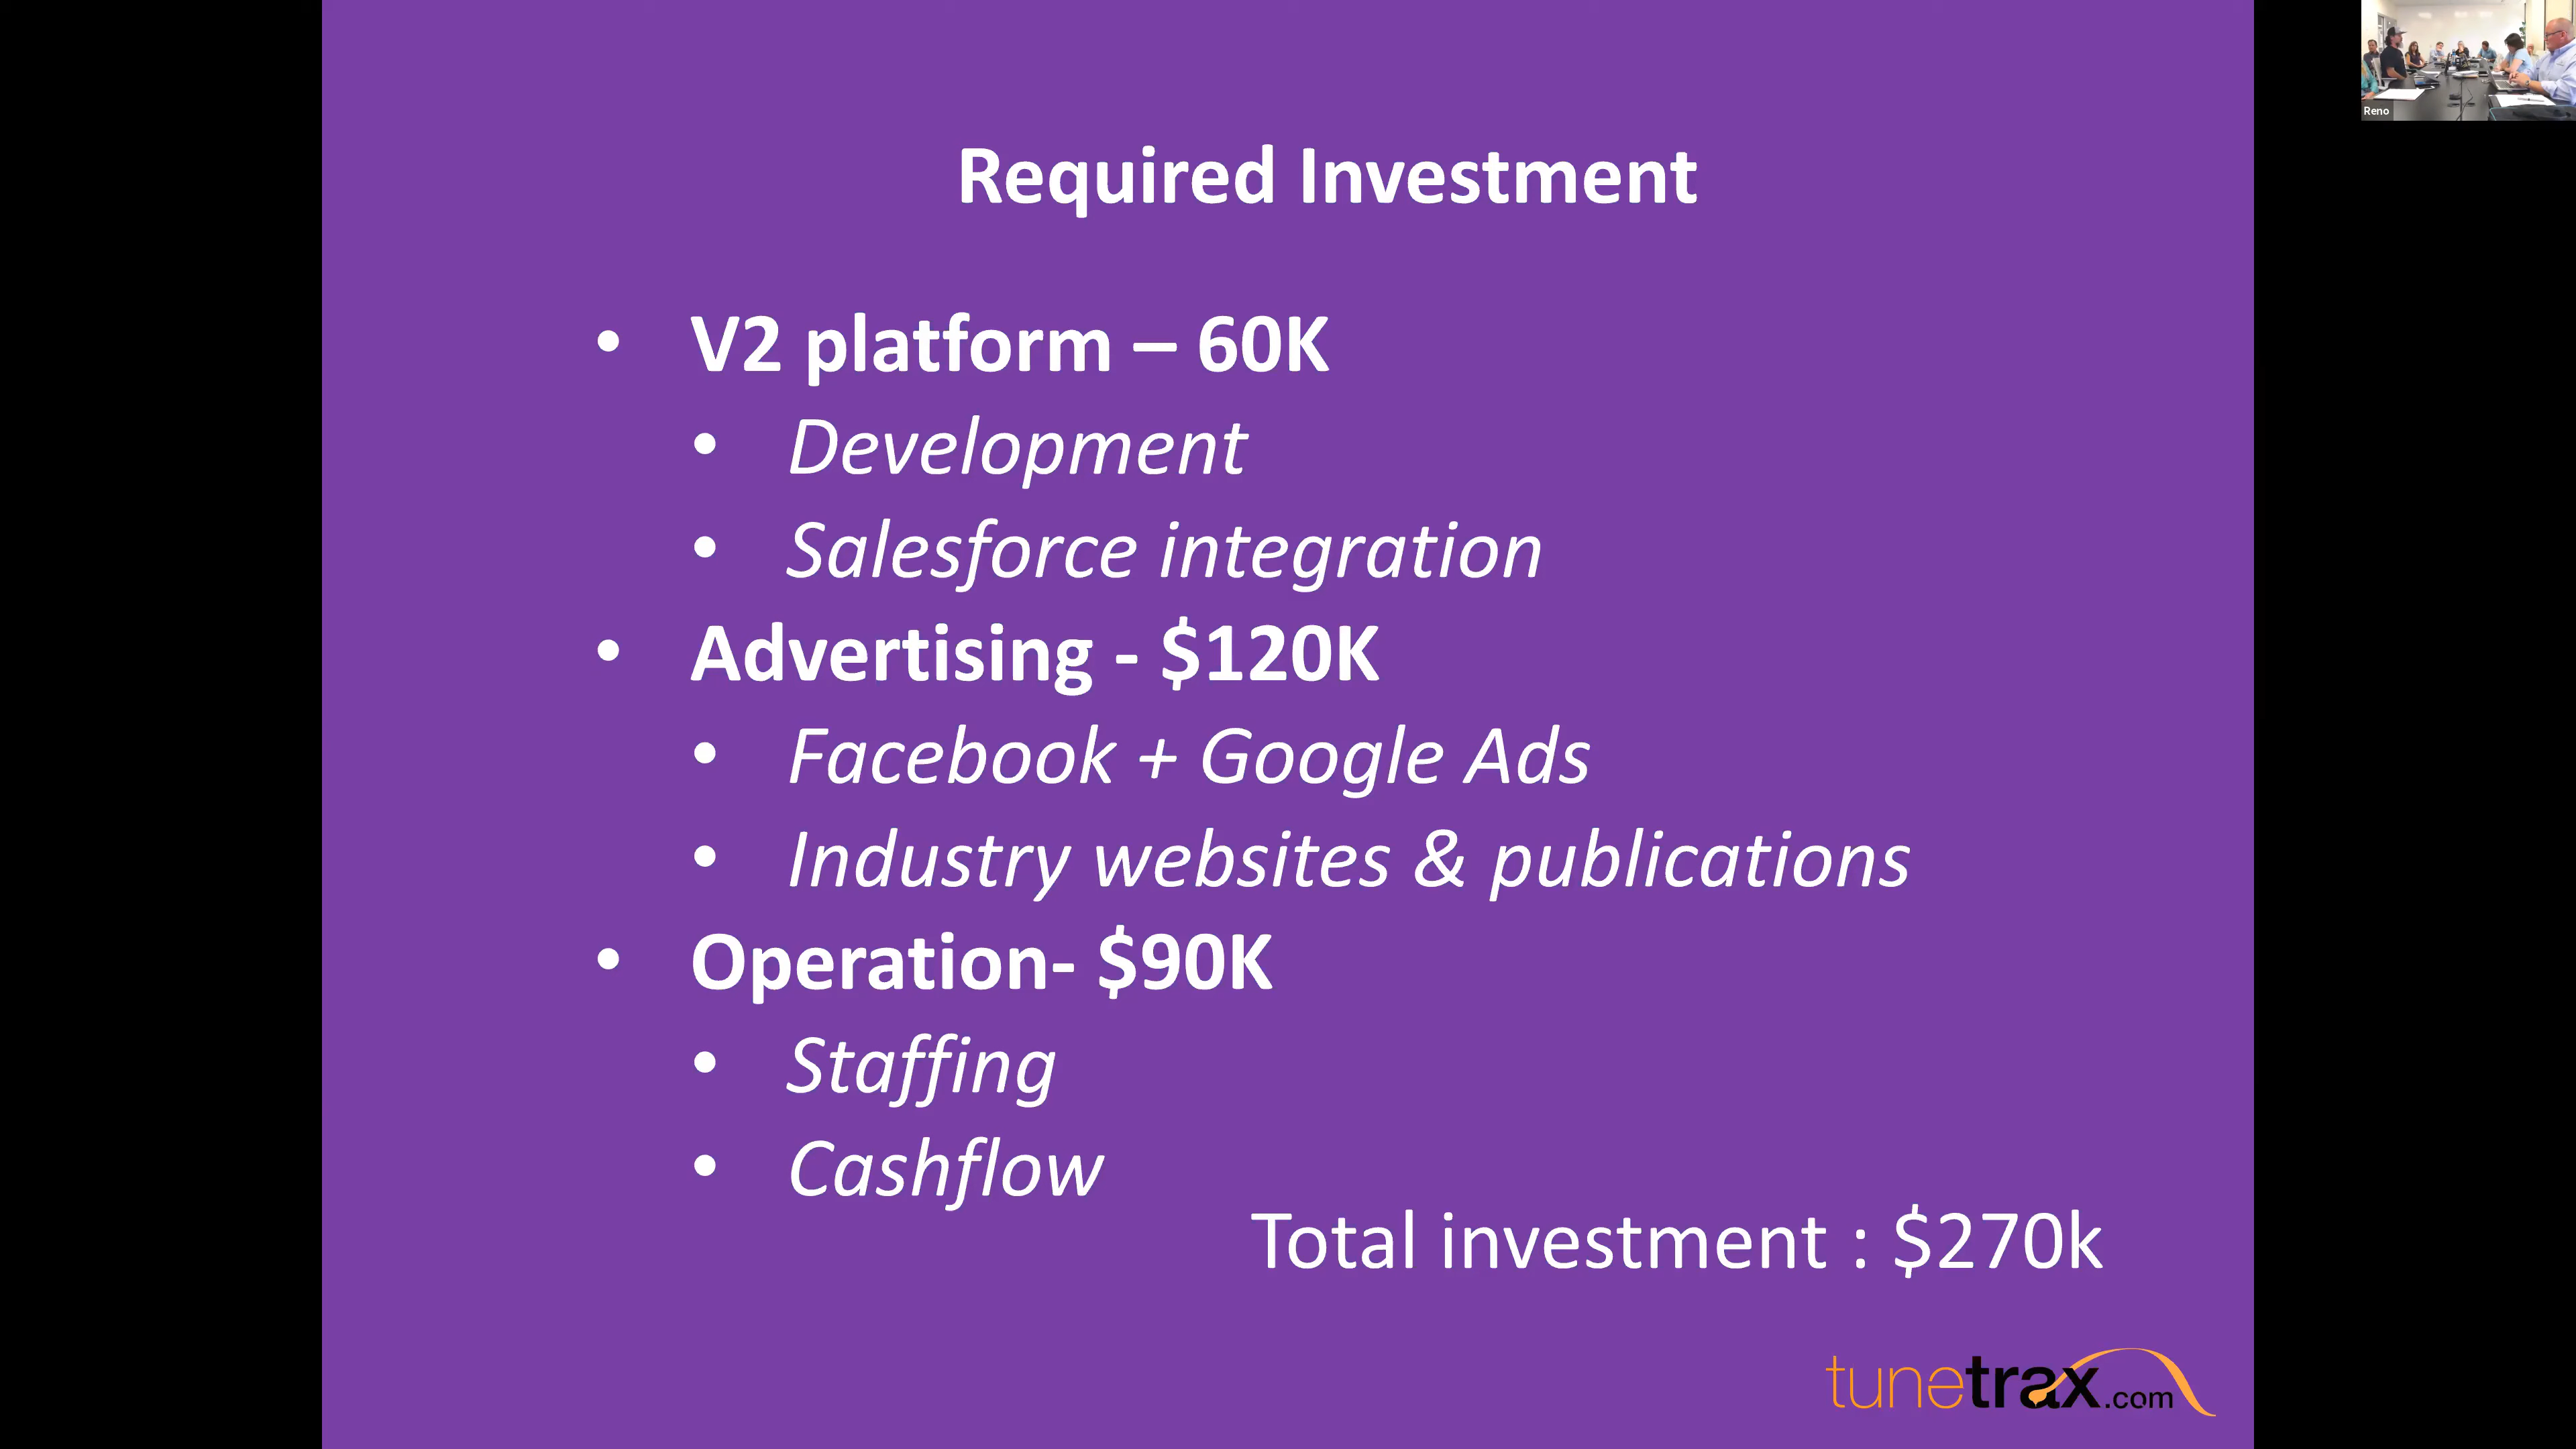 Reno
Required Investment
• V2 platform – 60K
• Development
• Salesforce integration
• Advertising - $120K
• Facebook + Google Ads
• Industry websites & publications
• Operation- $90K
• Staffing
• Cashflow
Total investment : $270k
tunetrax.com